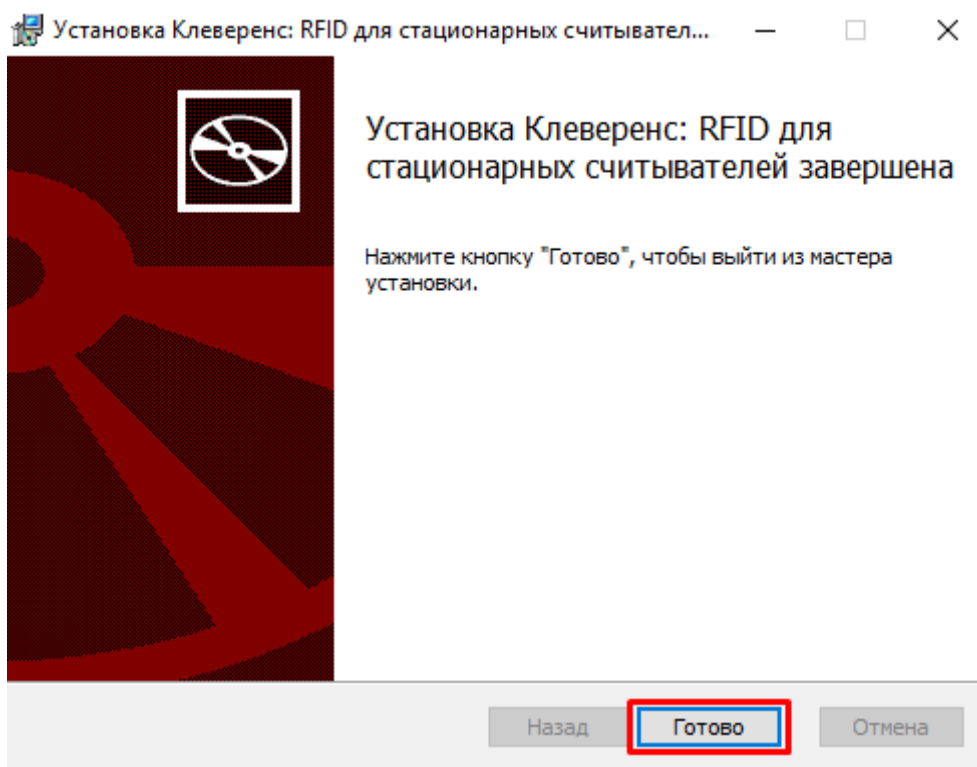 Установка Клеверенс: RFID для стационарных считывател...
Установка Клеверенс: RFID для
стационарных считывателей завершена
Нажмите кнопку "Готово", чтобы выйти из мастера
установки.
Назад
Готово
Отмена